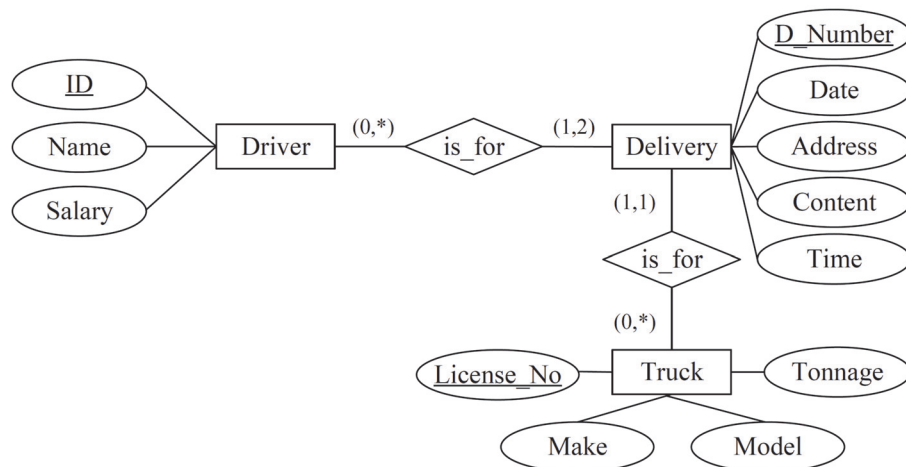 D_Number
ID
Date
(0,*)
(1,2)
Name
Driver
is_for
Delivery
Address
(1,1)
Salary
Content
is_for
Time
(0,*)
License_No
Truck
Tonnage
Make
Model